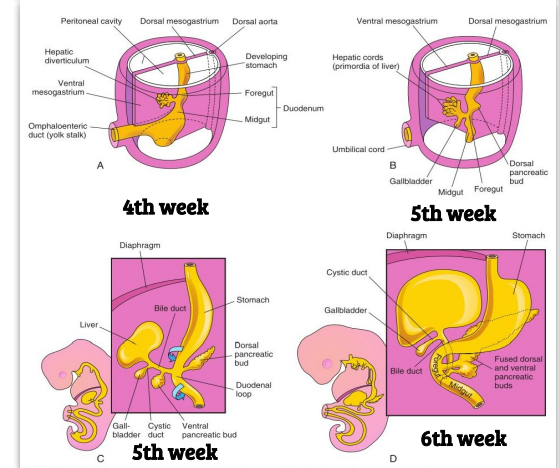 Peritoneal cavity
Dorsal mesogastrium
Dorsal aorta
Hepatic
diverticulum
Ventral
mesogastrium
Omphaloenteric
duct (yolk stalk)
Developing
stomach
Foregut
Duodenum
Midgut
A
4th week
Ventral mesogastrium
Dorsal mesogastrium
Hepatic cords
(primordia of liver)
Umbilical cord
B
Gallbladder
Midgut
Foregut
Dorsal
pancreatic
bud
5th week
Diaphragm
Bile duct
Liver
Stomach
Dorsal
pancreatic
bud
Duodenal
loop
Gall-
bladder
Cystic
duct
Ventral
pancreatic bud
C
5th week
Diaphragm
Stomach
Cystic duct
Gallbladder
Bile duct
Foregut
Midgut
Fused dorsal
and ventral
pancreatic
buds
6th week
D